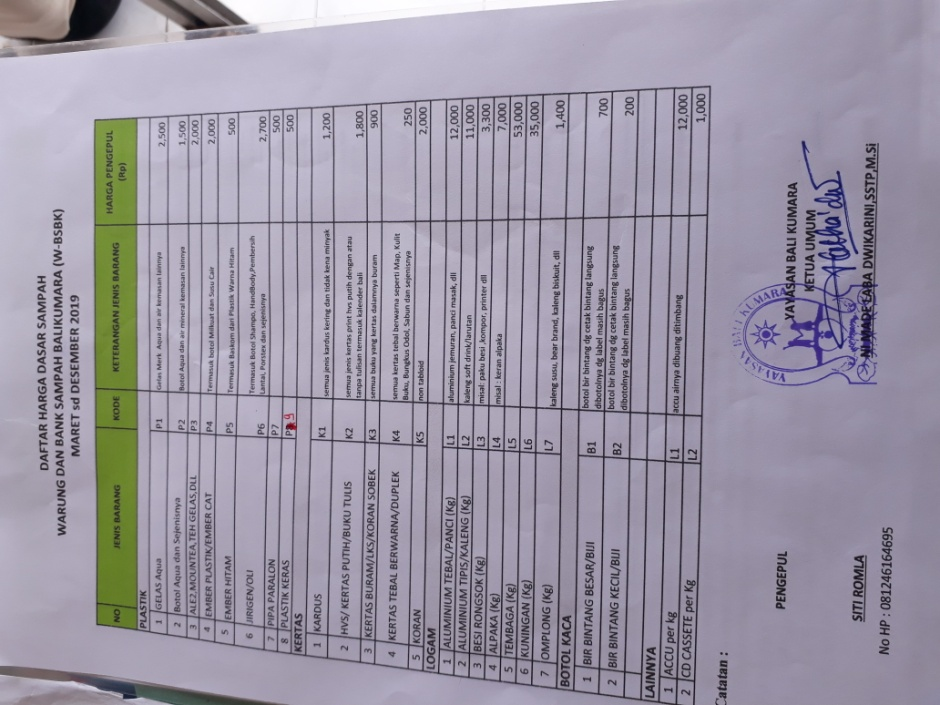 DAFTAR HARGA DASAR SAMPAH
WARUNG DAN BANK SAMPAH BALIKUMARA (W-BSBK)
MARET sd DESEMBER 2019
NO JENIS BARANG KODE KETERANGAN JENIS BARANG HARGA PENGEPUL (Rp)
PLASTIK
1 GELAS Aqua P1 Gelas Merk Aqua dan air kemasan lainnya 2,500
2 Botol Aqua dan Sejenisnya P2 Botol Aqua dan air mineral kemasan lainnya 1,500
3 ALE2,MOUNTEA,TEH GELAS,DLL P3 2,000
4 EMBER PLASTIK/EMBER CAT P4 Termasuk botol Milkuat dan Susu Cair 2,000
5 EMBER HITAM P5 Termasuk Baskom dan Plastik Warna Hitam 500
6 JIRIGEN/OLI P6 Termasuk Botol Shampo, HandBody,Pembersih
Lantai, Porsten dan sejenisnya 2,700
7 PIPA PARALON P7 500
8 PLASTIK KERAS P 9 500
KERTAS
1 KARDUS K1 semua jenis kardus kering dan tidak kena minyak 1,200
2 HVS/ KERTAS PUTIH/BUKU TULIS K2 semua jenis kertas print hvs putih dengan atau
tanpa tulisan termasuk kalender bali 1,800
3 KERTAS BURAM/LKS/KORAN SOBEK K3 semua buku yang kertas dalamnya buram 900
4 KERTAS TEBAL BERWARNA/DUPLEK K4 semua kertas tebal berwarna seperti Map, Kulit
Buku, Bungkus Odol, Sabun dan sejenisnya 250
5 KORAN K5 non tabloid 2,000
LOGAM
1 ALUMINIUM TEBAL/PANCI (Kg) L1 aluminium jemuran, panci masak, dll 12,000
2 ALUMINIUM TIPIS/KALENG (Kg) L2 kaleng soft drink/larutan 11,000
3 BESI RONGSOK (Kg) L3 misal: paku besi ,kompor, printer dll 3,300
4 ALPAKA (Kg) L4 misal : keran alpaka 7,000
5 TEMBAGA (Kg) L5 53,000
6 KUNINGAN (Kg) L6 35,000
7 OMPLONG (Kg) L7 kaleng susu, bear brand, kaleng biskuit, dll 1,400
BOTOL KACA
1 BIR BINTANG BESAR/BIJI B1 botol bir bintang dg cetak bintang langsung
dibotolnya dg label masih bagus 700
2 BIR BINTANG KECIL/BIJI B2 botol bir bintang dg cetak bintang langsung
dibotolnya dg label masih bagus 200
LAINNYA
1 ACCU per kg L1 accu airnya dibuang ditimbang 12,000
2 CD CASSETE per Kg L2 1,000
Catatan :
PENGEPUL
SITI ROMLA
No HP : 081246164695
YAYASAN BALI KUMARA
KETUA UMUM
NI MADE LABA DWIKARINI,SSTP,M.Si